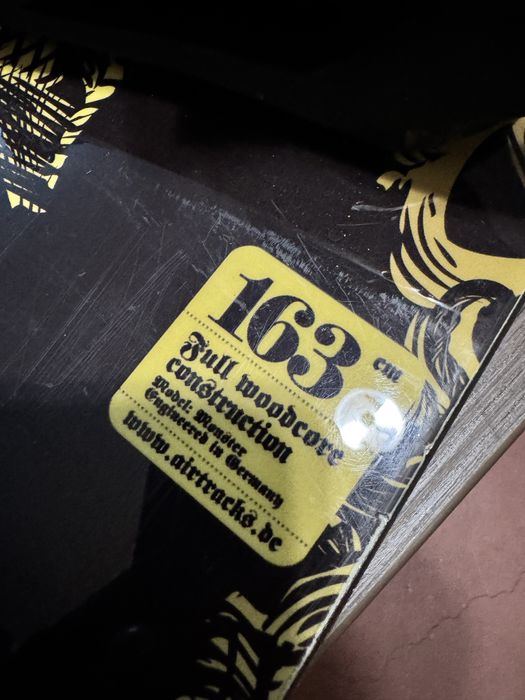 163 cm
Full woodcore
construction
Model: Monster
Engineered in Germany
www.airtracks.de